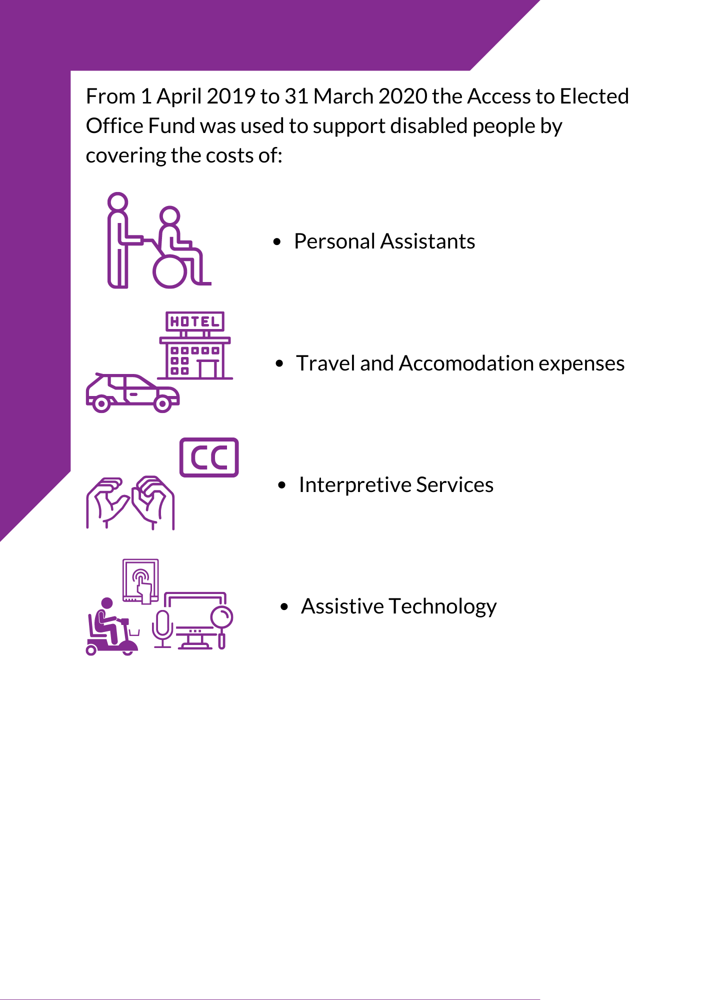 From 1 April 2019 to 31 March 2020 the Access to Elected
Office Fund was used to support disabled people by
covering the costs of:
• Personal Assistants
HOTEL
• Travel and Accomodation expenses
CC
• Interpretive Services
• Assistive Technology